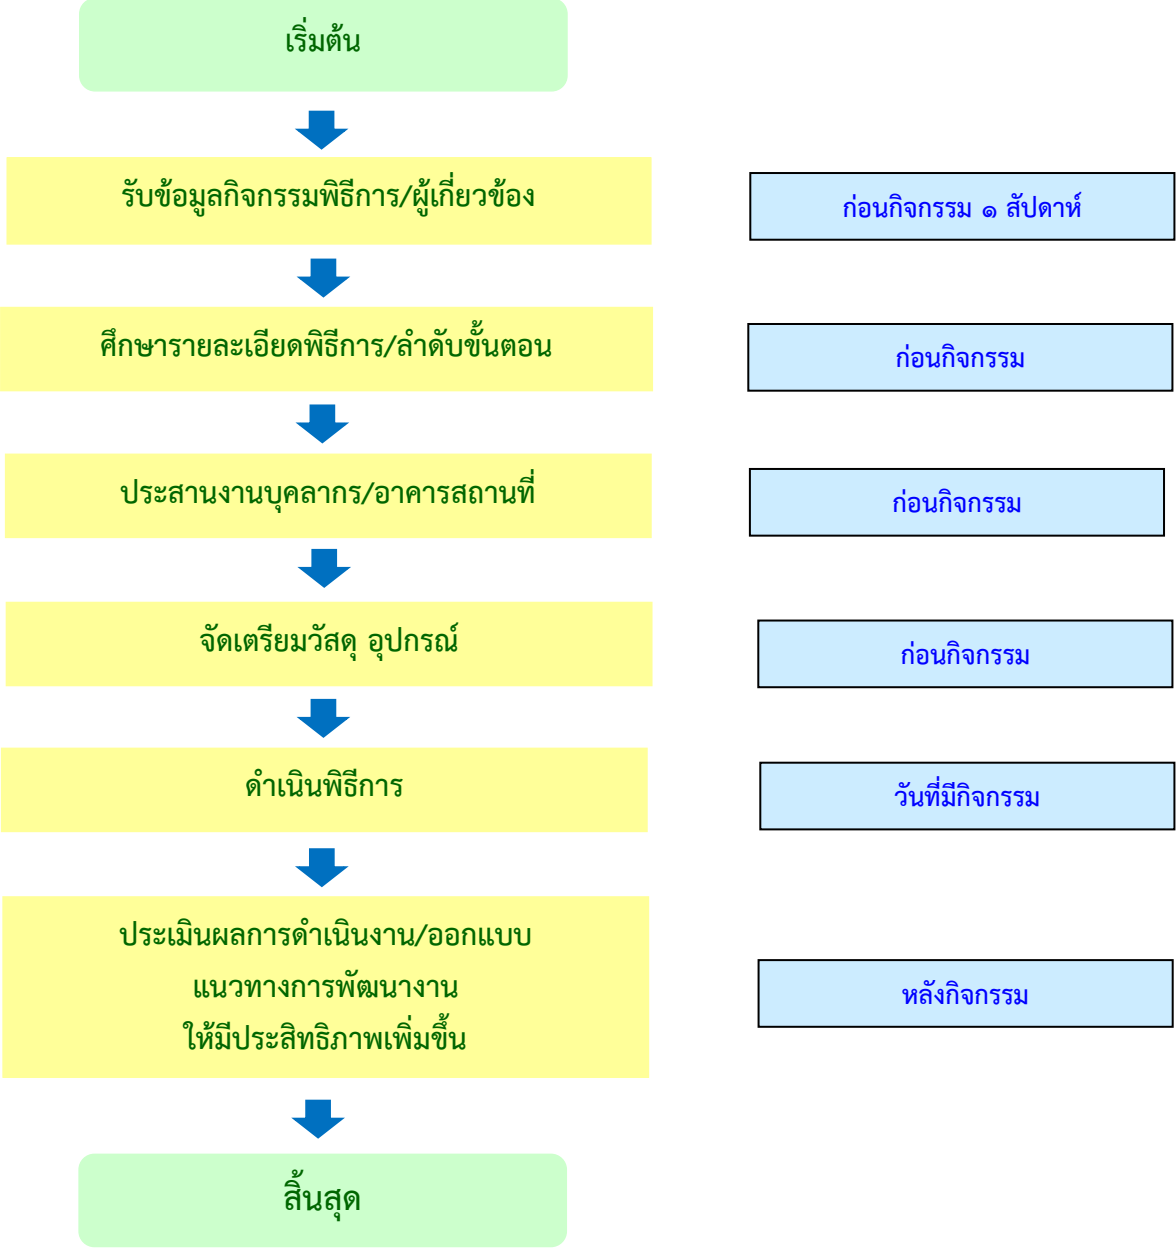 เริ่มต้น
รับข้อมูลกิจกรรมพิธีการ/ผู้เกี่ยวข้อง
ก่อนกิจกรรม ๑ สัปดาห์
ศึกษารายละเอียดพิธีการ/ลำดับขั้นตอน
ก่อนกิจกรรม
ประสานงานบุคลากร/อาคารสถานที่
ก่อนกิจกรรม
จัดเตรียมวัสดุ อุปกรณ์
ก่อนกิจกรรม
ดำเนินพิธีการ
วันที่มีกิจกรรม
ประเมินผลการดำเนินงาน/ออกแบบ
แนวทางการพัฒนางาน
ให้มีประสิทธิภาพเพิ่มขึ้น
หลังกิจกรรม
สิ้นสุด